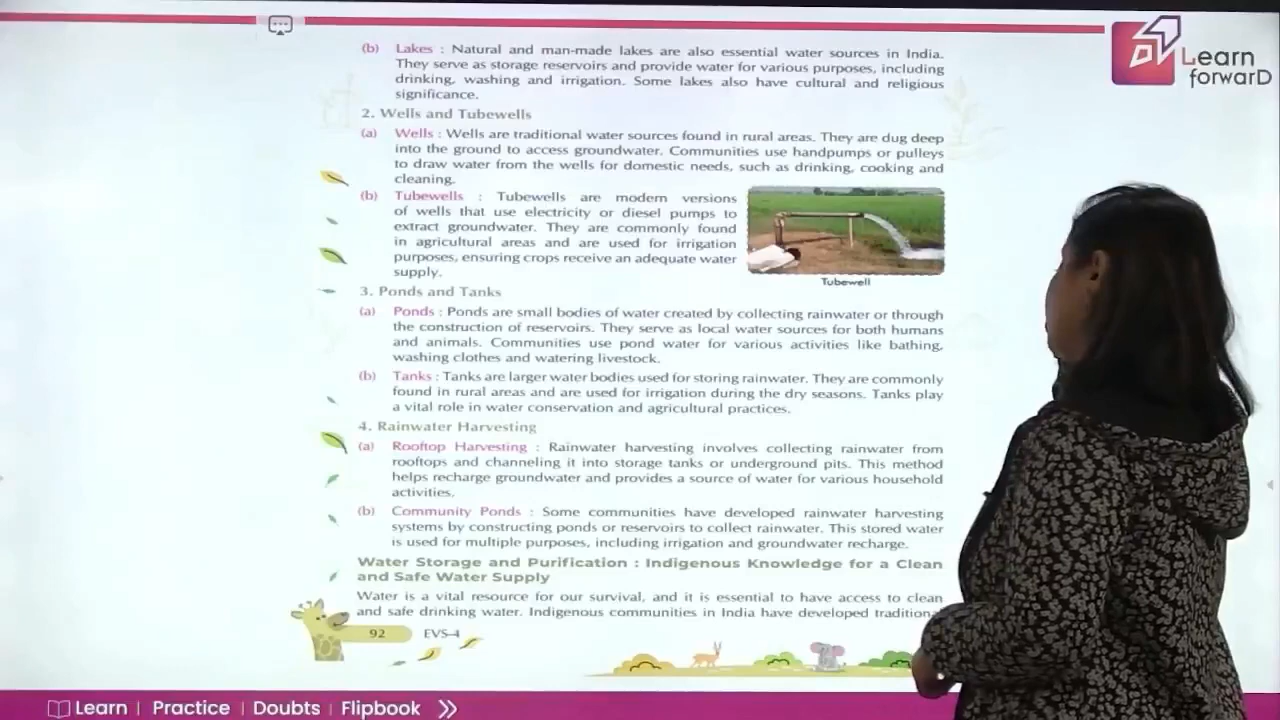 Learn
forwarD
(b) Lakes : Natural and man-made lakes are also essential water sources in India.
They serve as storage reservoirs and provide water for various purposes, including
drinking, washing and irrigation. Some lakes also have cultural and religious
significance.
2. Wells and Tubewells
(a) Wells : Wells are traditional water sources found in rural areas. They are dug deep
into the ground to access groundwater. Communities use handpumps or pulleys
to draw water from the wells for domestic needs, such as drinking, cooking and
cleaning.
(b) Tubewells : Tubewells are modern versions
of wells that use electricity or diesel pumps to
extract groundwater. They are commonly found
in agricultural areas and are used for irrigation
purposes, ensuring crops receive an adequate water
supply.
Tubewell
3. Ponds and Tanks
(a) Ponds : Ponds are small bodies of water created by collecting rainwater or through
the construction of reservoirs. They serve as local water sources for both humans
and animals. Communities use pond water for various activities like bathing,
washing clothes and watering livestock.
(b) Tanks : Tanks are larger water bodies used for storing rainwater. They are commonly
found in rural areas and are used for irrigation during the dry seasons. Tanks play
a vital role in water conservation and agricultural practices.
4. Rainwater Harvesting
(a) Rooftop Harvesting : Rainwater harvesting involves collecting rainwater from
rooftops and channeling it into storage tanks or underground pits. This method
helps recharge groundwater and provides a source of water for various household
activities.
(b) Community Ponds : Some communities have developed rainwater harvesting
systems by constructing ponds or reservoirs to collect rainwater. This stored water
is used for multiple purposes, including irrigation and groundwater recharge.
Water Storage and Purification : Indigenous Knowledge for a Clean
and Safe Water Supply
Water is a vital resource for our survival, and it is essential to have access to clean
and safe drinking water. Indigenous communities in India have developed tradition
92 EVS-4
Learn | Practice | Doubts | Flipbook